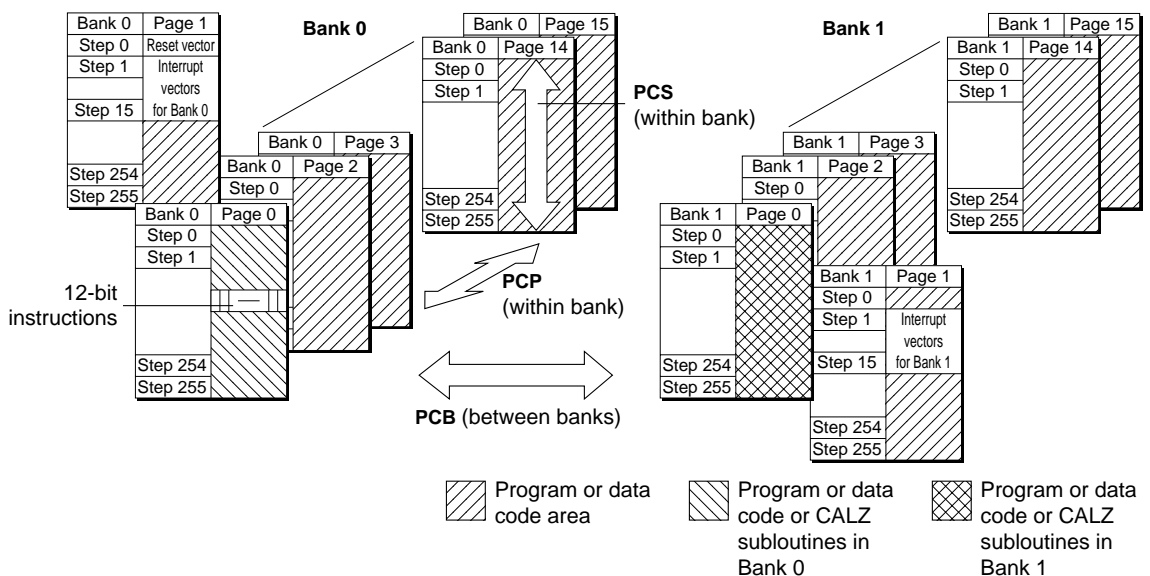 Bank 0 Page 1
Step 0 Reset vector
Step 1 Interrupt
vectors
Step 15 for Bank 0
Step 254
Step 255
Bank 0
Bank 0 Page 15
Bank 0 Page 14
Step 0
Step 1
Step 254
Step 255
PCS
(within bank)
Bank 0 Page 3
Bank 0 Page 2
Step 0
Bank 0 Page 0
Step 0
Step 1
12-bit
instructions
Step 254
Step 255
PCP
(within bank)
PCB (between banks)
Bank 1
Bank 1 Page 15
Bank 1 Page 14
Step 0
Step 1
Step 254
Step 255
Bank 1 Page 3
Bank 1 Page 2
Step 0
Bank 1 Page 0
Step 0
Step 1
Step 254
Step 255
Bank 1 Page 1
Step 0
Step 1 Interrupt
vectors
Step 15 for Bank 1
Step 254
Step 255
Program or data
code area
Program or data
code or CALZ
subloutines in
Bank 0
Program or data
code or CALZ
subloutines in
Bank 1